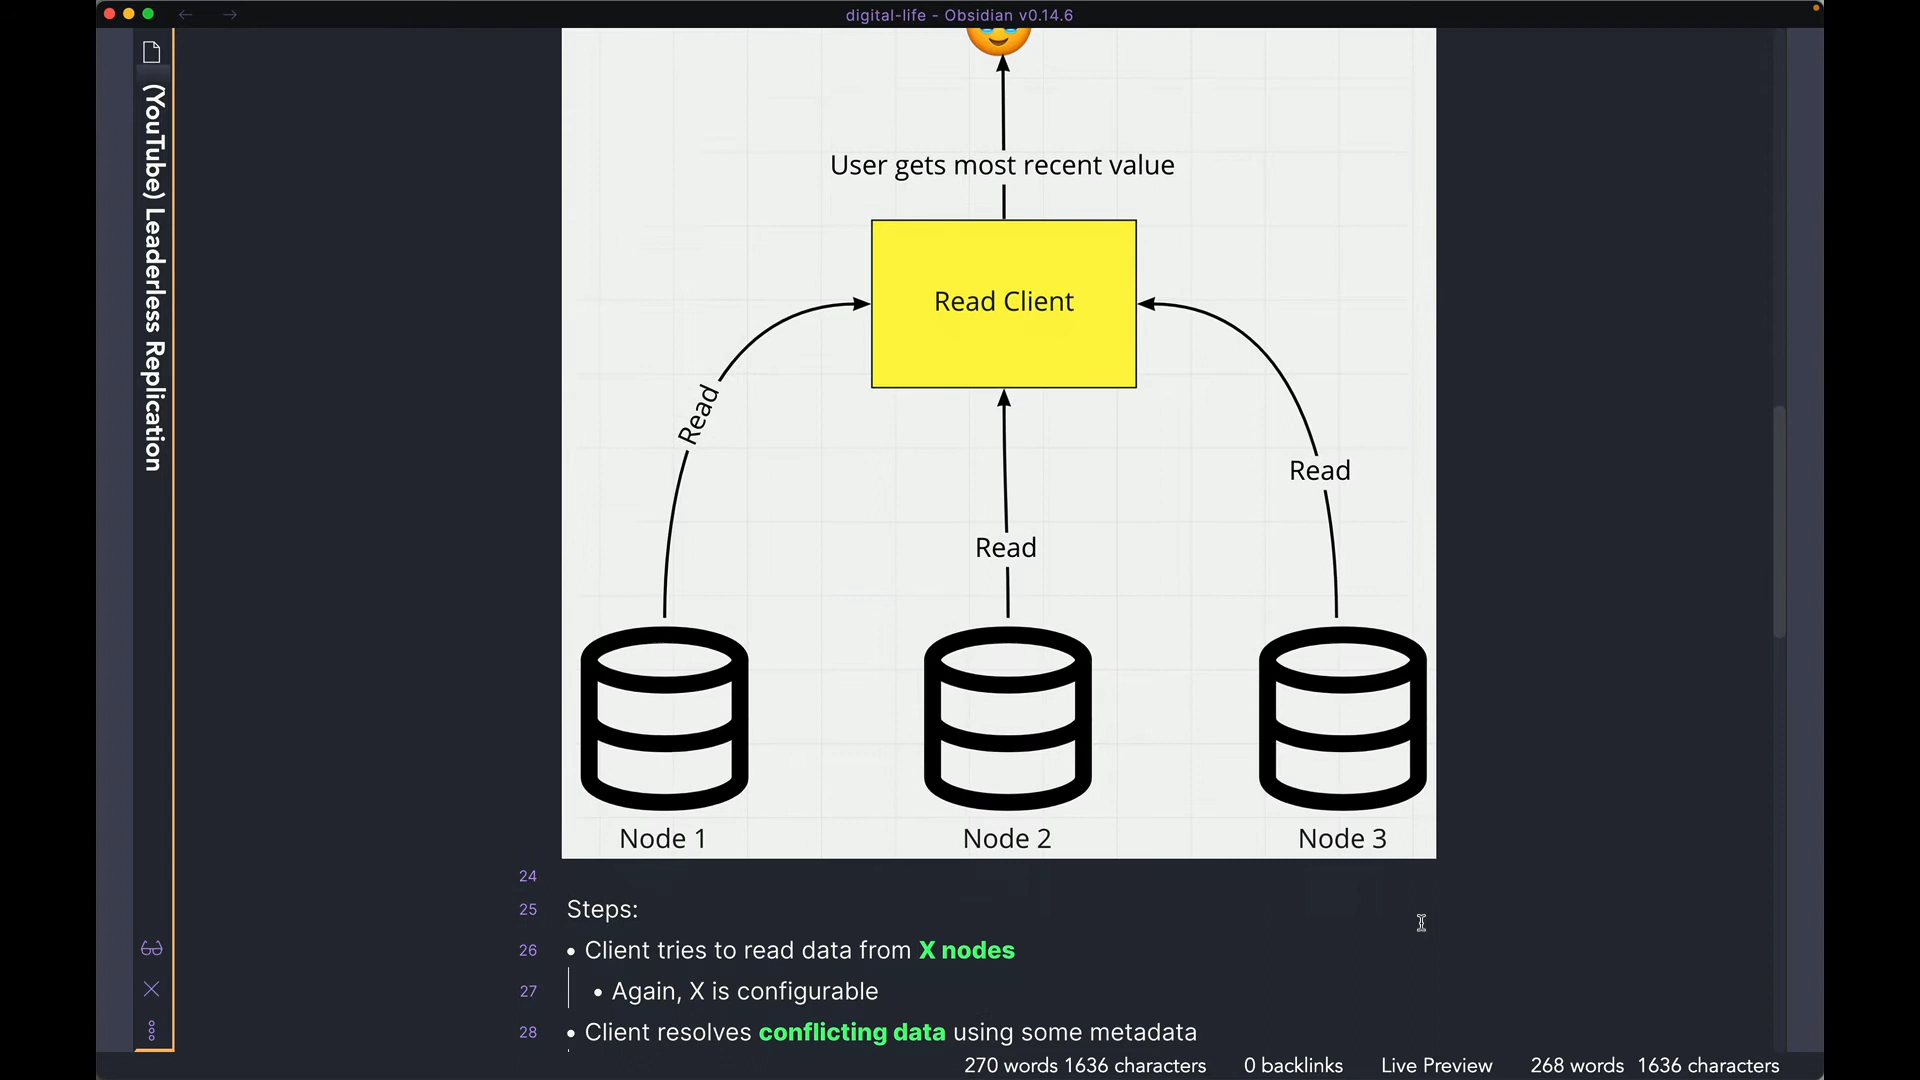 digital-life - Obsidian v0.14.6
(YouTube) Leaderless Replication
User gets most recent value
Read Client
Read
Read
Read
Node 1
Node 2
Node 3
24
25 Steps:
26 • Client tries to read data from X nodes
27 • Again, X is configurable
28 • Client resolves conflicting data using some metadata
270 words 1636 characters 0 backlinks Live Preview 268 words 1636 characters